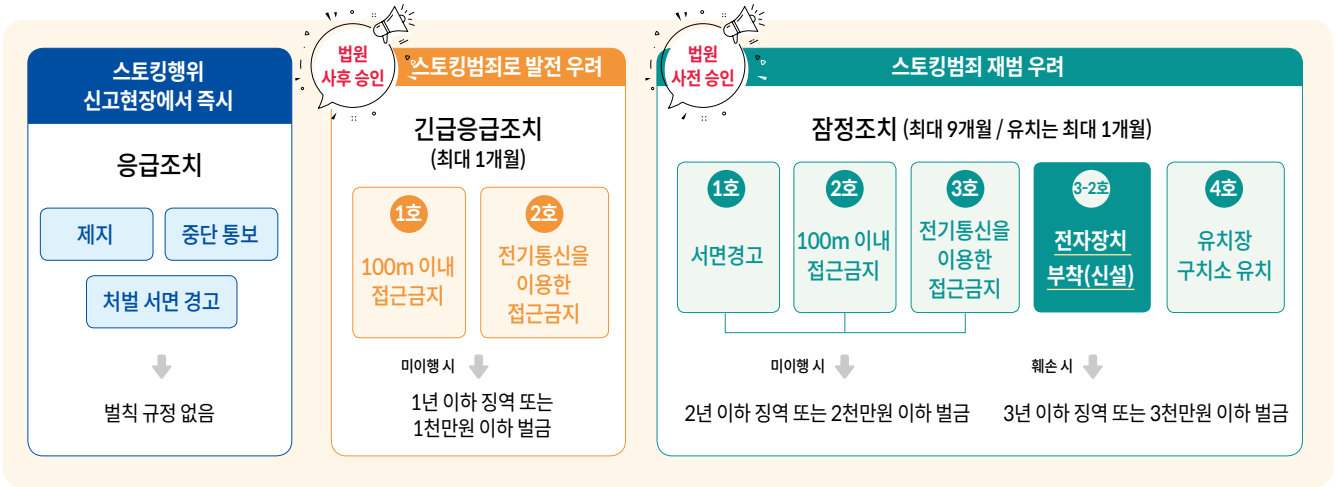 스토킹행위
신고현장에서 즉시
응급조치
제지
중단 통보
처벌 서면 경고
벌칙 규정 없음
법원
사후 승인
스토킹범죄로 발전 우려
긴급응급조치
(최대 1개월)
1호
100m 이내
접근금지
2호
전기통신을
이용한
접근금지
미이행 시
1년 이하 징역 또는
1천만원 이하 벌금
법원
사전 승인
스토킹범죄 재범 우려
잠정조치 (최대 9개월 / 유치는 최대 1개월)
1호
서면경고
2호
100m 이내
접근금지
3호
전기통신을
이용한
접근금지
3-2호
전자장치
부착(신설)
4호
유치장
구치소 유치
미이행 시
2년 이하 징역 또는 2천만원 이하 벌금
훼손 시
3년 이하 징역 또는 3천만원 이하 벌금